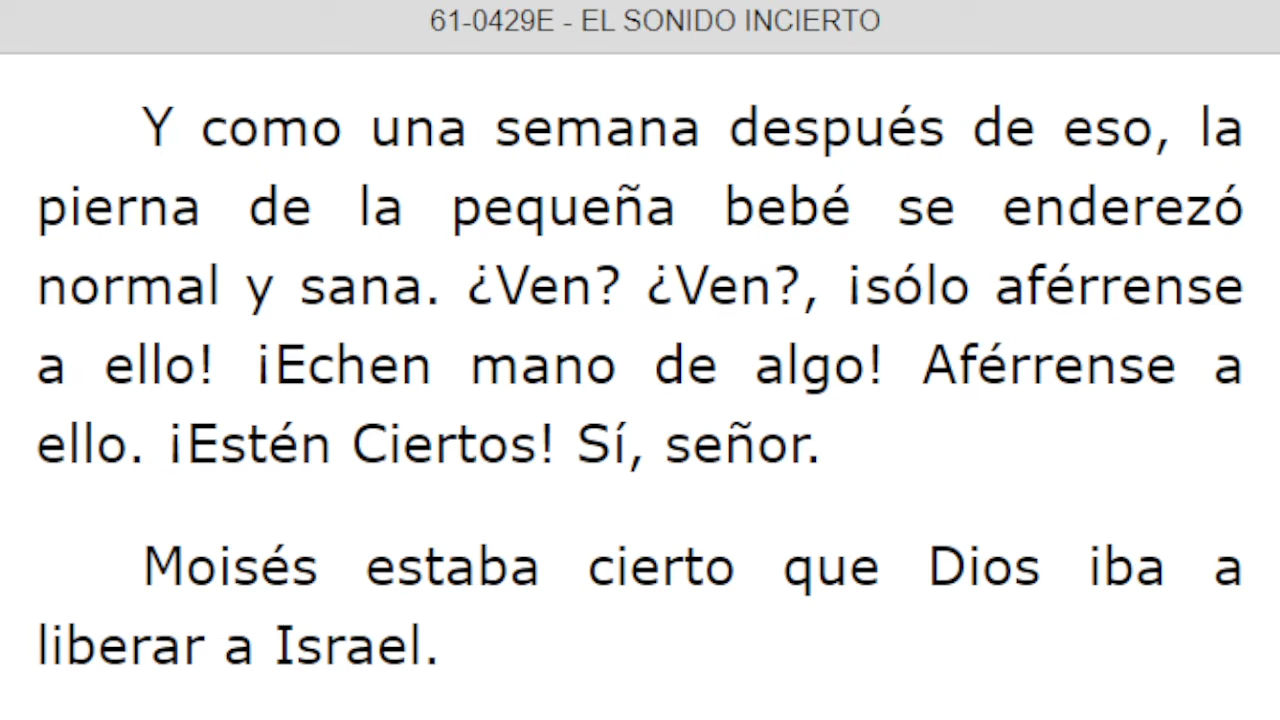 61-0429E - EL SONIDO INCIERTO
Y como una semana después de eso, la
pierna de la pequeña bebé se enderezó
normal y sana. ¿Ven? ¿Ven?, ¡sólo aférrense
a ello! ¡Echen mano de algo! Aférrense a
ello. ¡Estén Ciertos! Sí, señor.
Moisés estaba cierto que Dios iba a
liberar a Israel.